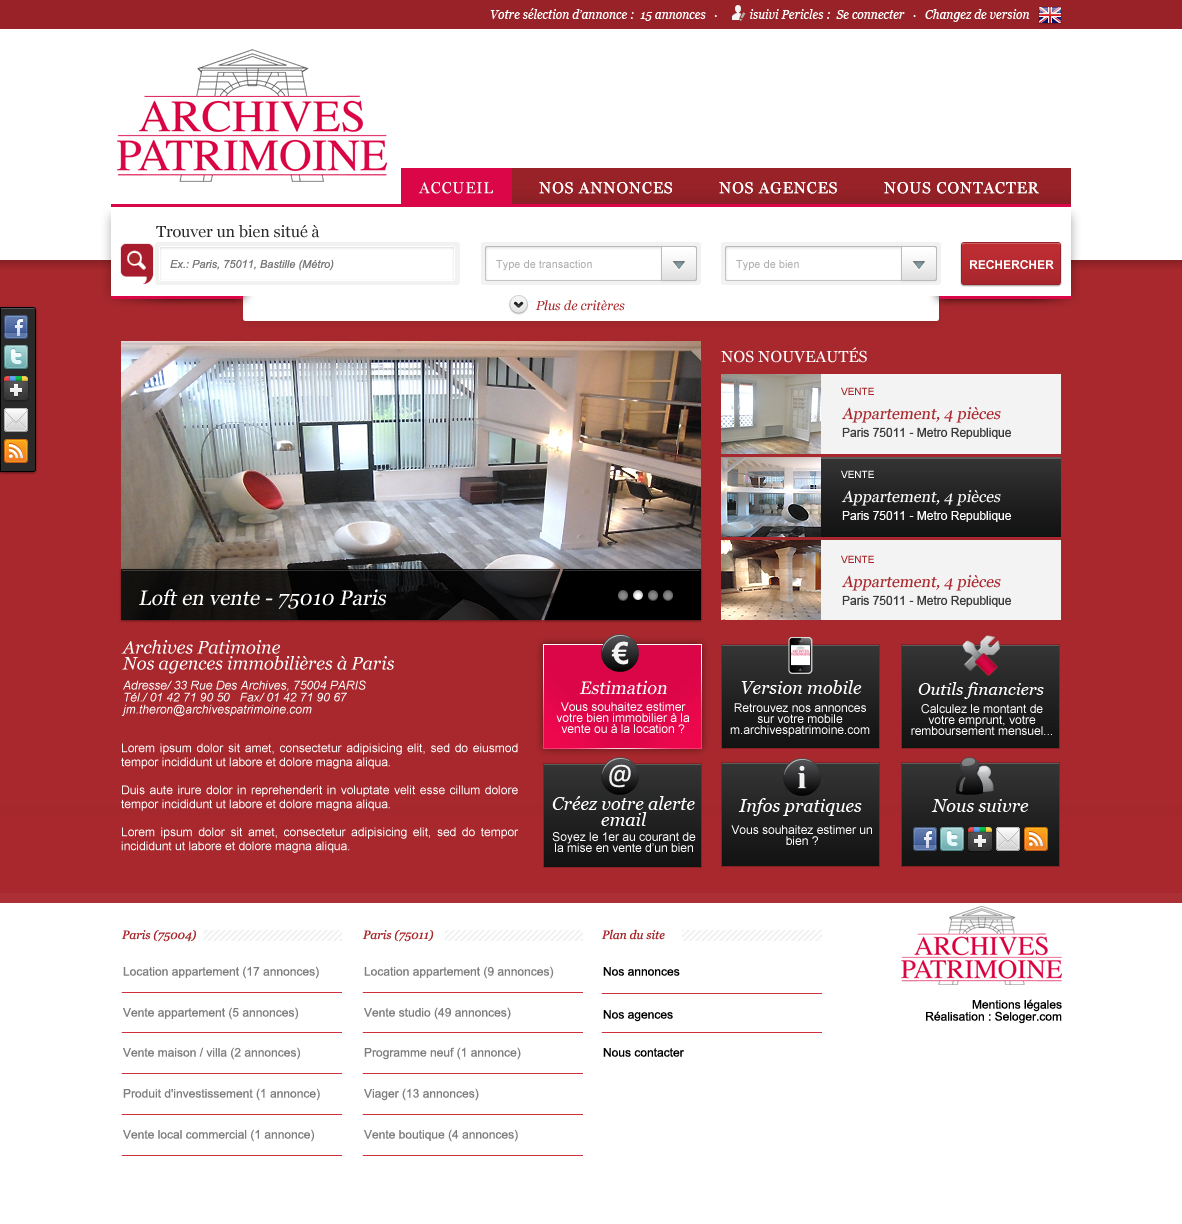 Votre sélection d'annonce : 15 annonces · isuivi Pericles : Se connecter · Changez de version
ARCHIVES
PATRIMOINE
ACCUEIL NOS ANNONCES NOS AGENCES NOUS CONTACTER
Trouver un bien situé à
Ex.: Paris, 75011, Bastille (Métro) Type de transaction Type de bien RECHERCHER
Plus de critères
Loft en vente - 75010 Paris
NOS NOUVEAUTÉS
VENTE
Appartement, 4 pièces
Paris 75011 - Metro Republique
VENTE
Appartement, 4 pièces
Paris 75011 - Metro Republique
VENTE
Appartement, 4 pièces
Paris 75011 - Metro Republique
Archives Patimoine
Nos agences immobilières à Paris
Adresse/ 33 Rue Des Archives, 75004 PARIS
Tél./ 01 42 71 90 50 Fax/ 01 42 71 90 67
jm.theron@archivespatrimoine.com
Lorem ipsum dolor sit amet, consectetur adipisicing elit, sed do eiusmod
tempor incididunt ut labore et dolore magna aliqua.
Duis aute irure dolor in reprehenderit in voluptate velit esse cillum dolore
tempor incididunt ut labore et dolore magna aliqua.
Lorem ipsum dolor sit amet, consectetur adipisicing elit, sed do tempor
incididunt ut labore et dolore magna aliqua.
€
Estimation
Vous souhaitez estimer
votre bien immobilier à la
vente ou à la location ?
Version mobile
Retrouvez nos annonces
sur votre mobile
m.archivespatrimoine.com
Outils financiers
Calculez le montant de
votre emprunt, votre
remboursement mensuel...
@
Créez votre alerte
email
Soyez le 1er au courant de
la mise en vente d'un bien
i
Infos pratiques
Vous souhaitez estimer un
bien ?
Nous suivre
Paris (75004)
Location appartement (17 annonces)
Vente appartement (5 annonces)
Vente maison / villa (2 annonces)
Produit d'investissement (1 annonce)
Vente local commercial (1 annonce)
Paris (75011)
Location appartement (9 annonces)
Vente studio (49 annonces)
Programme neuf (1 annonce)
Viager (13 annonces)
Vente boutique (4 annonces)
Plan du site
Nos annonces
Nos agences
Nous contacter
ARCHIVES
PATRIMOINE
Mentions légales
Réalisation : Seloger.com